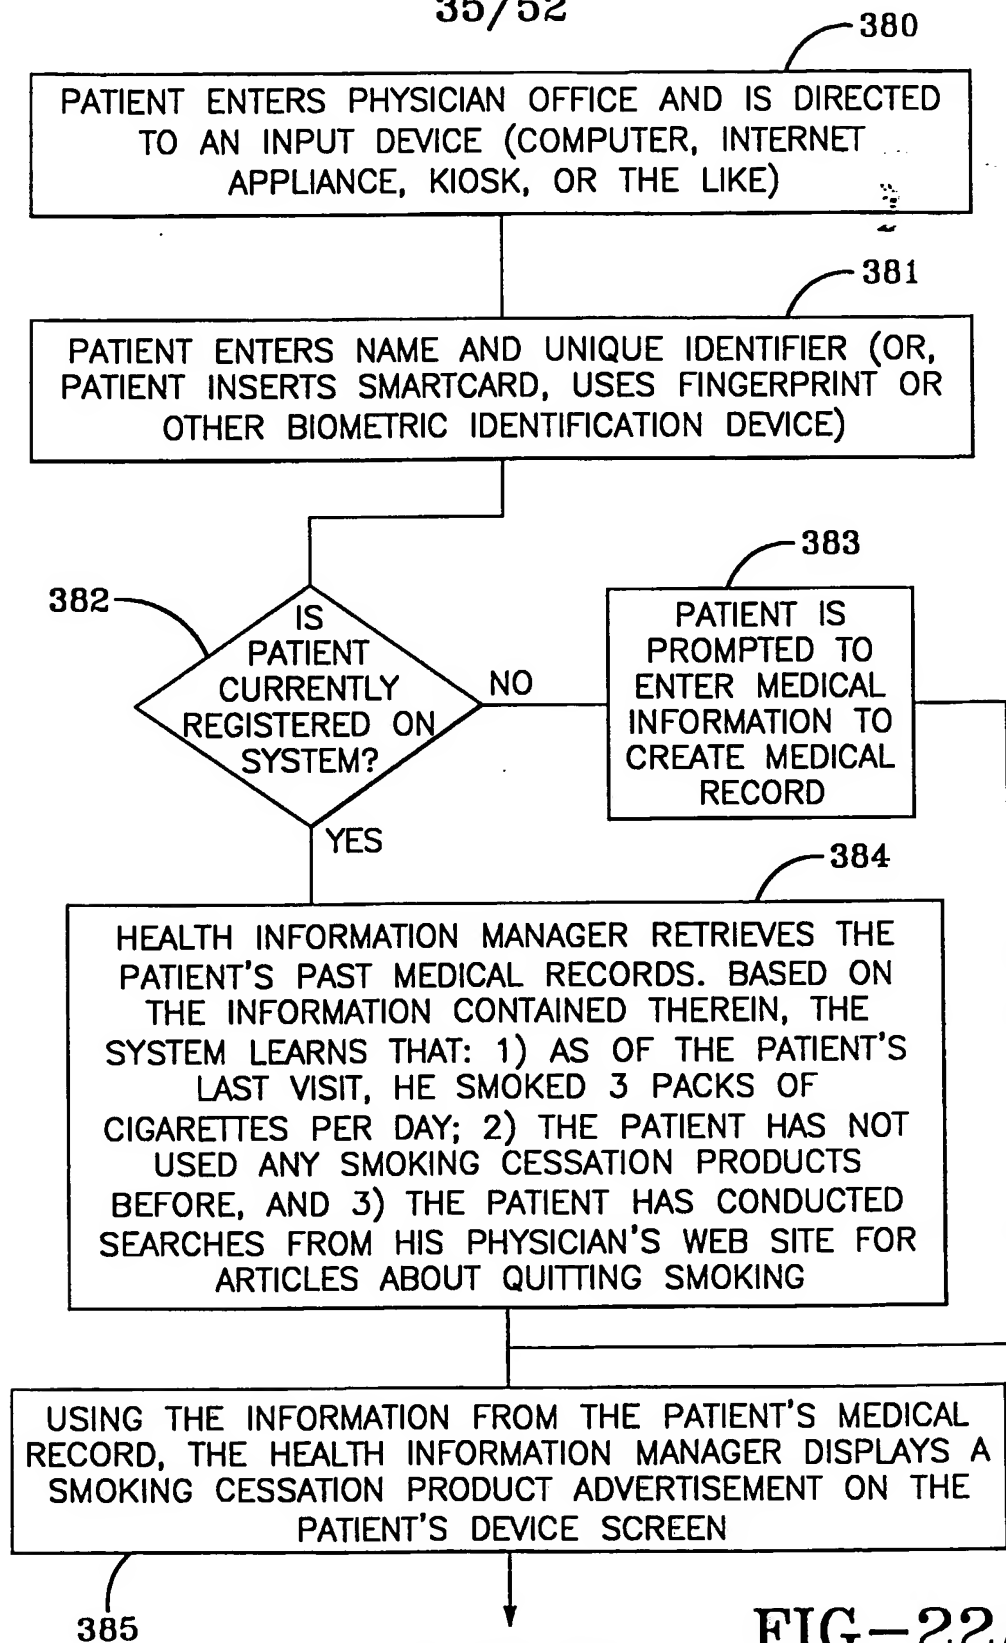 35/52
380
PATIENT ENTERS PHYSICIAN OFFICE AND IS DIRECTED
TO AN INPUT DEVICE (COMPUTER, INTERNET
APPLIANCE, KIOSK, OR THE LIKE)
381
PATIENT ENTERS NAME AND UNIQUE IDENTIFIER (OR,
PATIENT INSERTS SMARTCARD, USES FINGERPRINT OR
OTHER BIOMETRIC IDENTIFICATION DEVICE)
382
IS
PATIENT
CURRENTLY
REGISTERED ON
SYSTEM?
NO
383
PATIENT IS
PROMPTED TO
ENTER MEDICAL
INFORMATION TO
CREATE MEDICAL
RECORD
YES
384
HEALTH INFORMATION MANAGER RETRIEVES THE
PATIENT'S PAST MEDICAL RECORDS. BASED ON
THE INFORMATION CONTAINED THEREIN, THE
SYSTEM LEARNS THAT: 1) AS OF THE PATIENT'S
LAST VISIT, HE SMOKED 3 PACKS OF
CIGARETTES PER DAY; 2) THE PATIENT HAS NOT
USED ANY SMOKING CESSATION PRODUCTS
BEFORE, AND 3) THE PATIENT HAS CONDUCTED
SEARCHES FROM HIS PHYSICIAN'S WEB SITE FOR
ARTICLES ABOUT QUITTING SMOKING
USING THE INFORMATION FROM THE PATIENT'S MEDICAL
RECORD, THE HEALTH INFORMATION MANAGER DISPLAYS A
SMOKING CESSATION PRODUCT ADVERTISEMENT ON THE
PATIENT'S DEVICE SCREEN
385
FIG-22